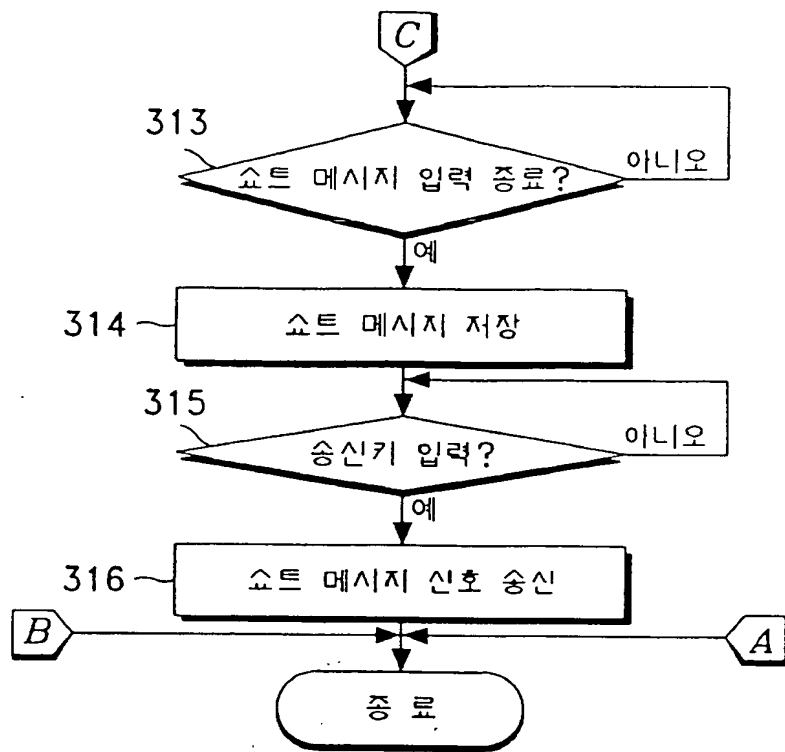 C
313
쇼트 메시지 입력 종료?
아니오
예
314
쇼트 메시지 저장
315
송신키 입력?
아니오
예
316
쇼트 메시지 신호 송신
B
A
종 료